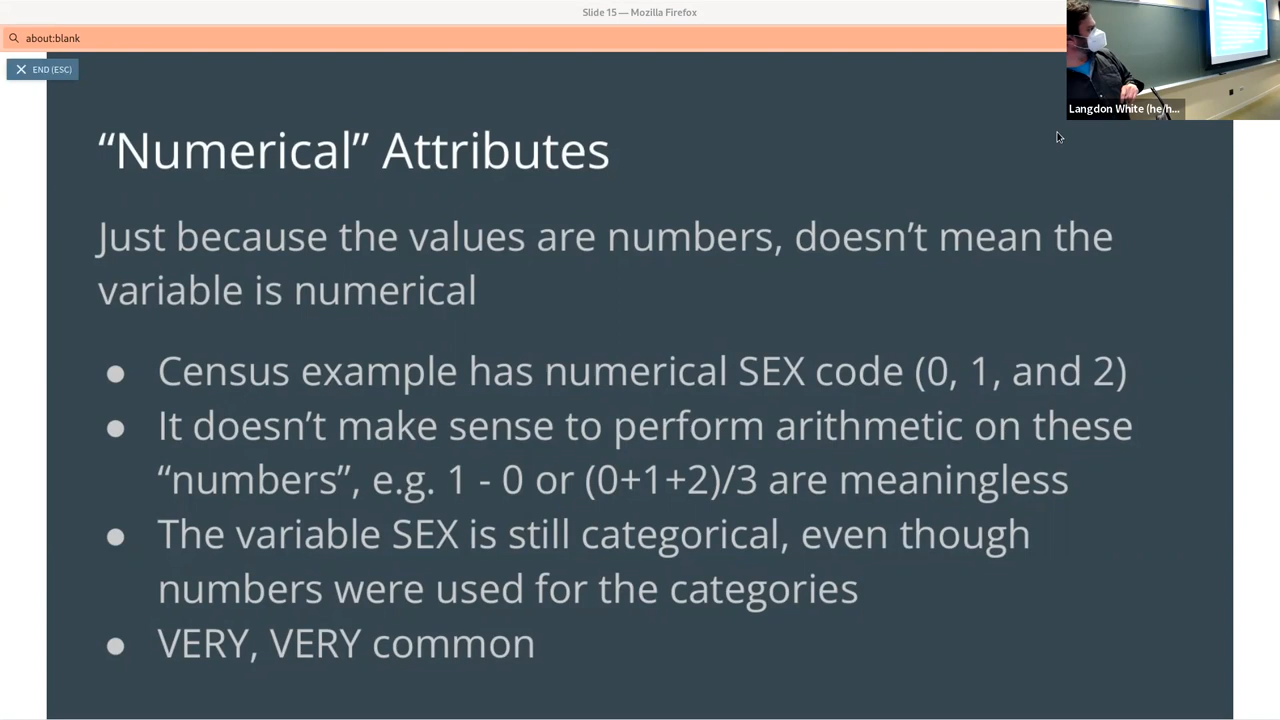 Slide 15 — Mozilla Firefox
about:blank
END (ESC)
Langdon White (he/h...
“Numerical” Attributes
Just because the values are numbers, doesn’t mean the
variable is numerical
● Census example has numerical SEX code (0, 1, and 2)
● It doesn’t make sense to perform arithmetic on these
“numbers”, e.g. 1 - 0 or (0+1+2)/3 are meaningless
● The variable SEX is still categorical, even though
numbers were used for the categories
● VERY, VERY common